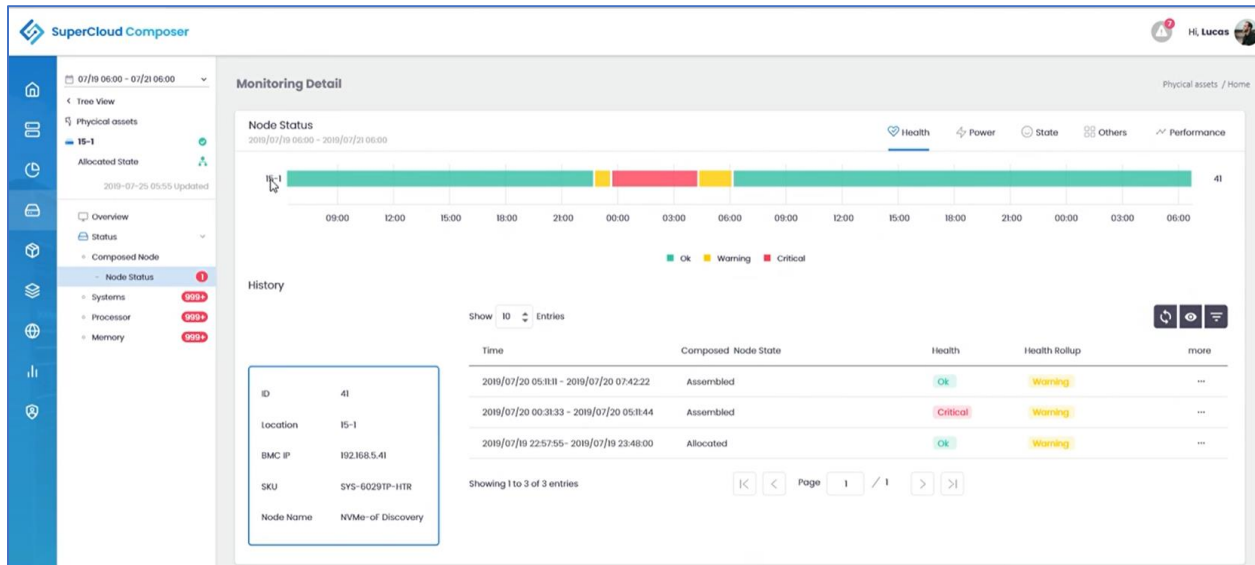 SuperCloud Composer
7
Hi, Lucas
07/19 06:00 - 07/21 06:00
Tree View
Phycical assets
15-1
Allocated State
2019-07-25 05:55 Updated
Overview
Status
Composed Node
Node Status 1
Systems 999+
Processor 999+
Memory 999+
Monitoring Detail
Phycical assets / Home
Node Status
2019/07/19 06:00 - 2019/07/21 06:00
Health Power State Others Performance
15-1 41
09:00 12:00 15:00 18:00 21:00 00:00 03:00 06:00 09:00 12:00 15:00 18:00 21:00 00:00 03:00 06:00
Ok Warning Critical
History
Show 10 Entries
Time Composed Node State Health Health Rollup more
2019/07/20 05:11:11 - 2019/07/20 07:42:22 Assembled Ok Warning ...
2019/07/20 00:31:33 - 2019/07/20 05:11:44 Assembled Critical Warning ...
2019/07/19 22:57:55- 2019/07/19 23:48:00 Allocated Ok Warning ...
Showing 1 to 3 of 3 entries
Page 1 / 1
ID 41
Location 15-1
BMC IP 192.168.5.41
SKU SYS-6029TP-HTR
Node Name NVMe-oF Discovery